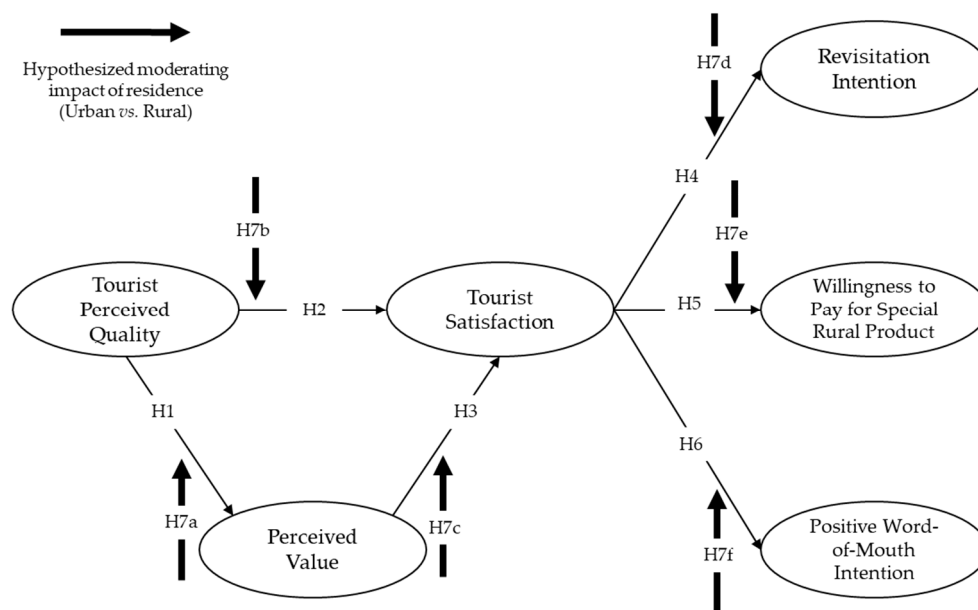 Hypothesized moderating
impact of residence
(Urban vs. Rural)
H7d
Revisitation
Intention
H4
H7b
H7e
Tourist
Perceived
Quality
H2
Tourist
Satisfaction
H5
Willingness to
Pay for Special
Rural Product
H1
H3
H6
H7a
Perceived
Value
H7c
H7f
Positive Word-
of-Mouth
Intention